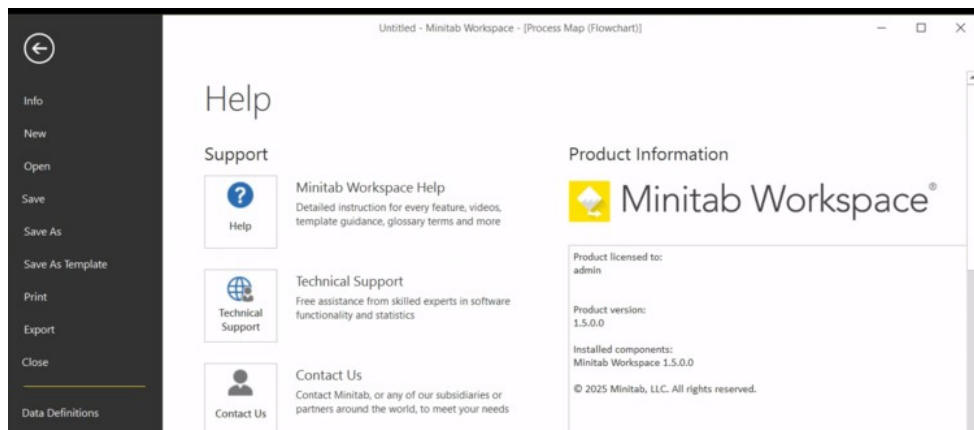 Untitled - Minitab Workspace - [Process Map (Flowchart)]
Info
New
Open
Save
Save As
Save As Template
Print
Export
Close
Data Definitions
Help
Support
?
Help
Minitab Workspace Help
Detailed instruction for every feature, videos,
template guidance, glossary terms and more
Technical
Support
Technical Support
Free assistance from skilled experts in software
functionality and statistics
Contact Us
Contact Us
Contact Minitab, or any of our subsidiaries or
partners around the world, to meet your needs
Product Information
Minitab Workspace®
Product licensed to:
admin
Product version:
1.5.0.0
Installed components:
Minitab Workspace 1.5.0.0
© 2025 Minitab, LLC. All rights reserved.